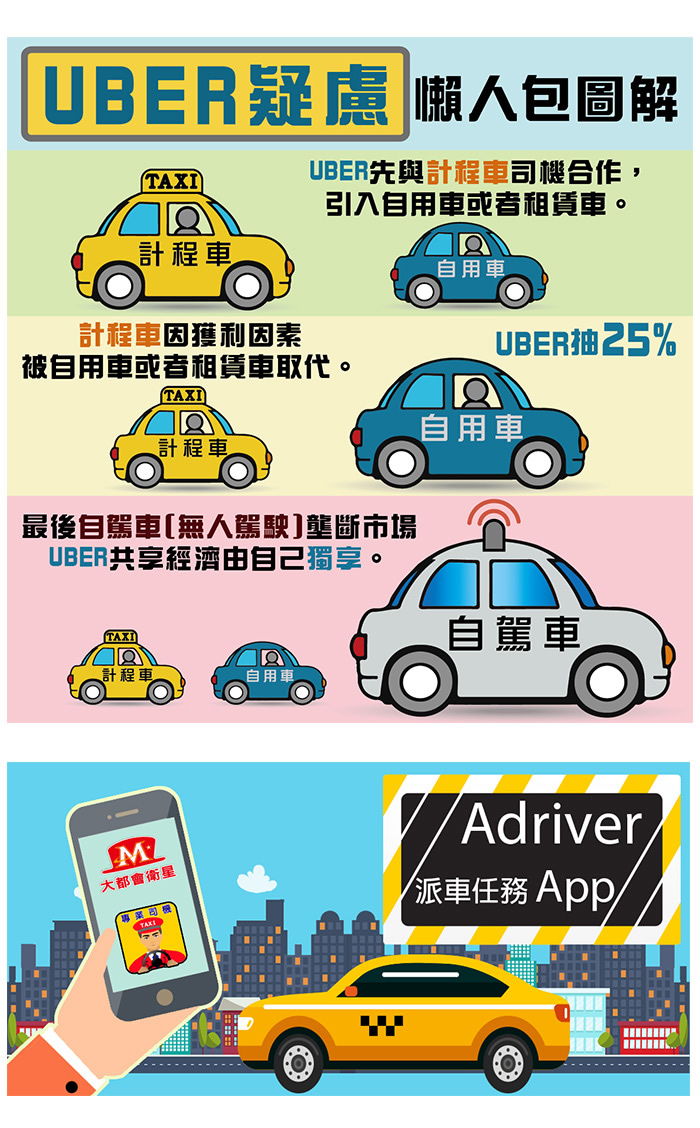 UBER疑慮 懶人包圖解
UBER先與計程車司機合作，
引入自用車或者租賃車。
TAXI
計程車
自用車
計程車因獲利因素
被自用車或者租賃車取代。
UBER抽25%
TAXI
計程車
自用車
最後自駕車(無人駕駛)壟斷市場
UBER共享經濟由自己獨享。
自駕車
TAXI
計程車
自用車
Adriver
派車任務 App
M
大都會衛星
專業司機
TAXI